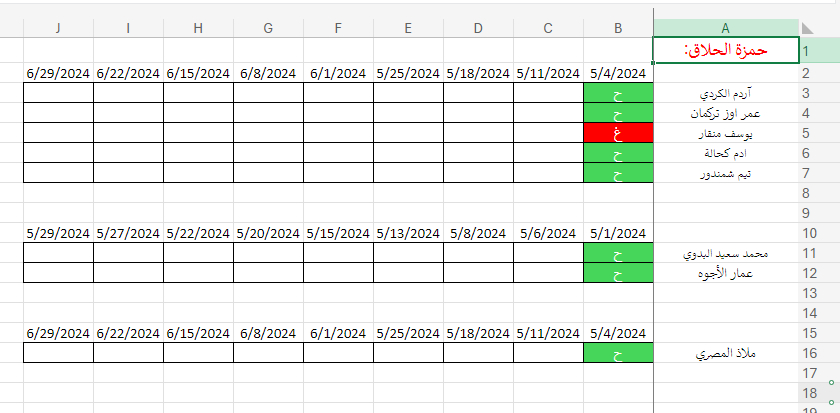 A B C D E F G H I J
1 حمزة الحلاق:
2 5/4/2024 5/11/2024 5/18/2024 5/25/2024 6/1/2024 6/8/2024 6/15/2024 6/22/2024 6/29/2024
3 آردم الكردي ح
4 عمر اوز تركمان ح
5 يوسف منقار غ
6 ادم كحالة ح
7 تيم شمندور ح
8
9
10 5/1/2024 5/6/2024 5/8/2024 5/13/2024 5/15/2024 5/20/2024 5/22/2024 5/27/2024 5/29/2024
11 محمد سعيد البدوي ح
12 عمار الأجوه ح
13
14
15 5/4/2024 5/11/2024 5/18/2024 5/25/2024 6/1/2024 6/8/2024 6/15/2024 6/22/2024 6/29/2024
16 ملاذ المصري ح
17
18
19